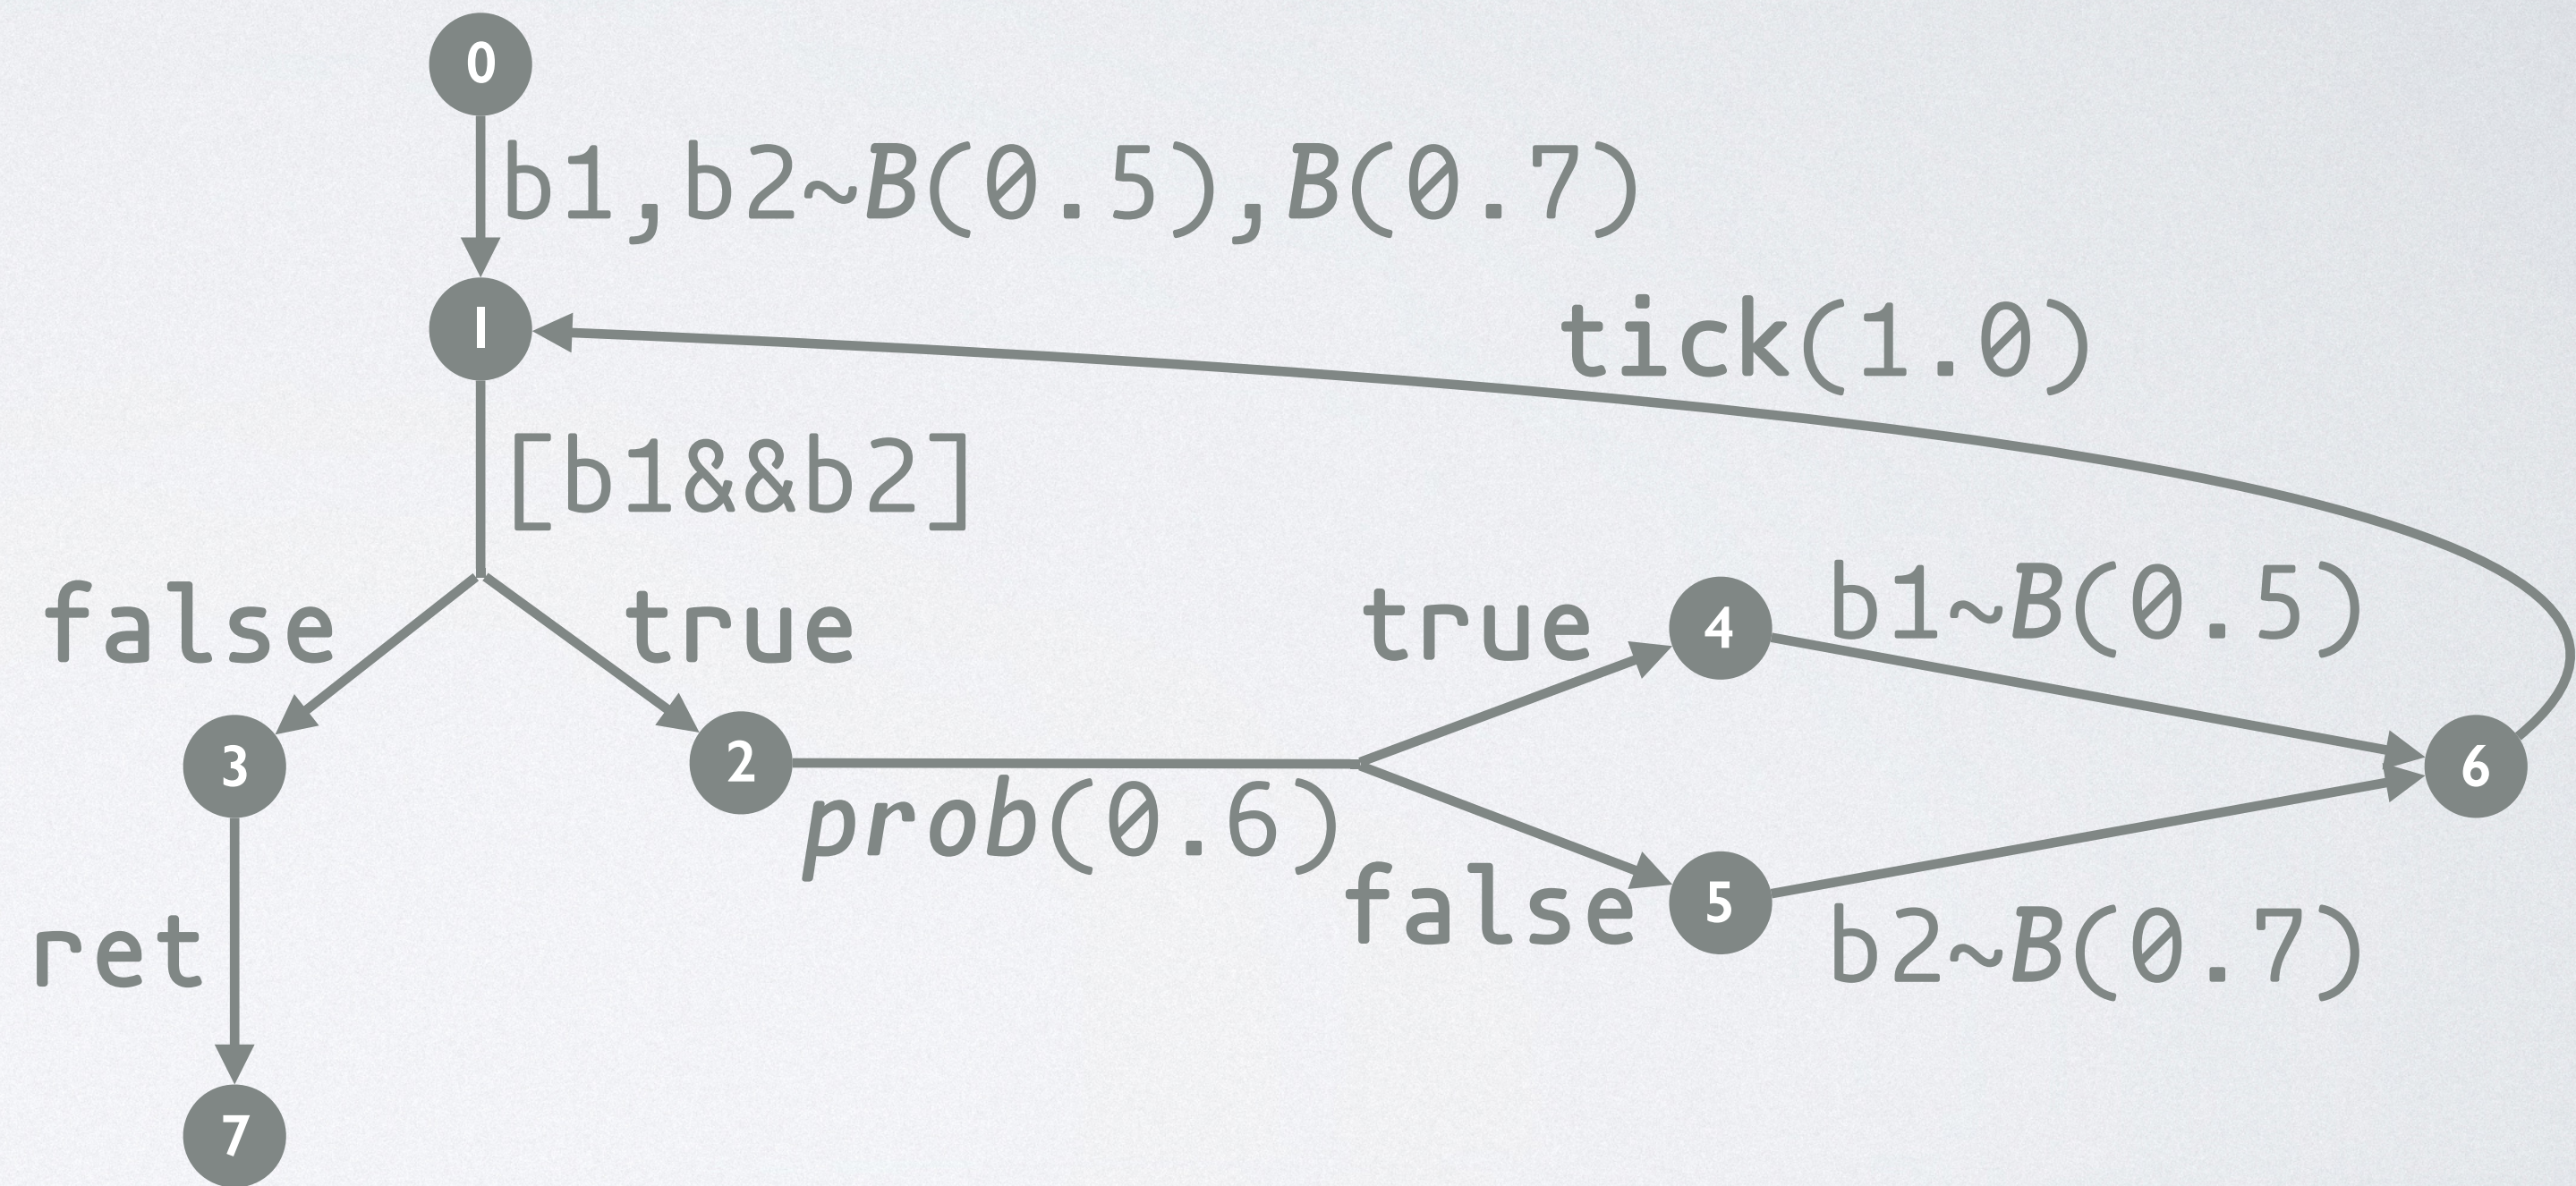 0
b1,b2~B(0.5),B(0.7)
1
tick(1.0)
[b1&&b2]
false
true
true
4
b1~B(0.5)
3
2
6
prob(0.6)
false
5
b2~B(0.7)
ret
7